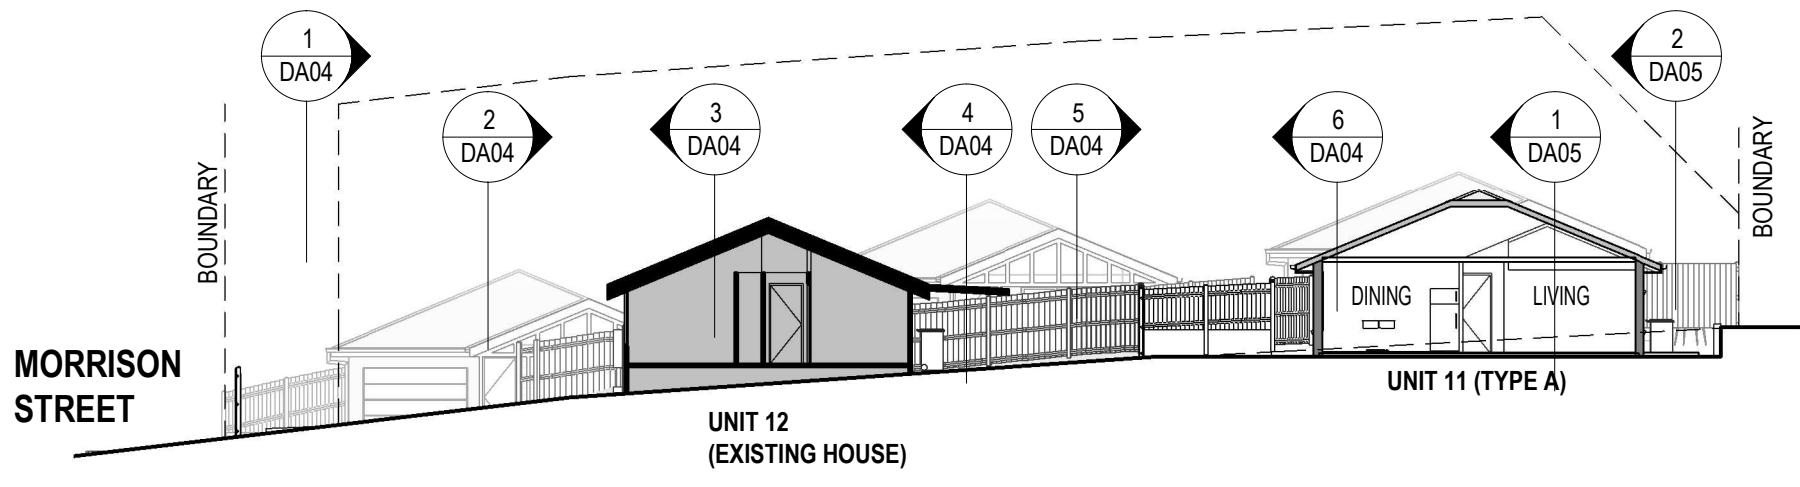 1
DA04
2
DA04
3
DA04
4
DA04
5
DA04
6
DA04
1
DA05
2
DA05
BOUNDARY
BOUNDARY
DINING
LIVING
MORRISON
STREET
UNIT 12
(EXISTING HOUSE)
UNIT 11 (TYPE A)